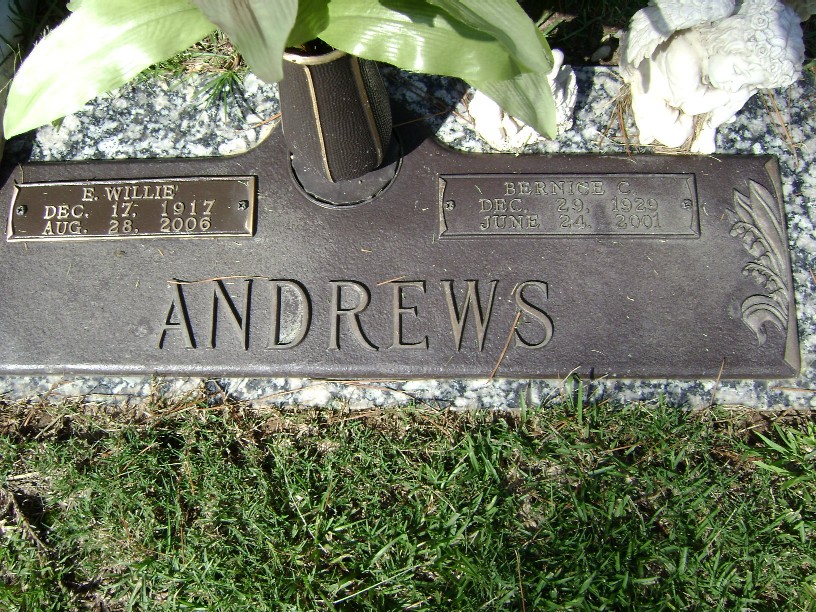 E. WILLIE
DEC. 17, 1917
AUG. 28, 2006
BERNICE C.
DEC. 29, 1929
JUNE 24, 2001
ANDREWS